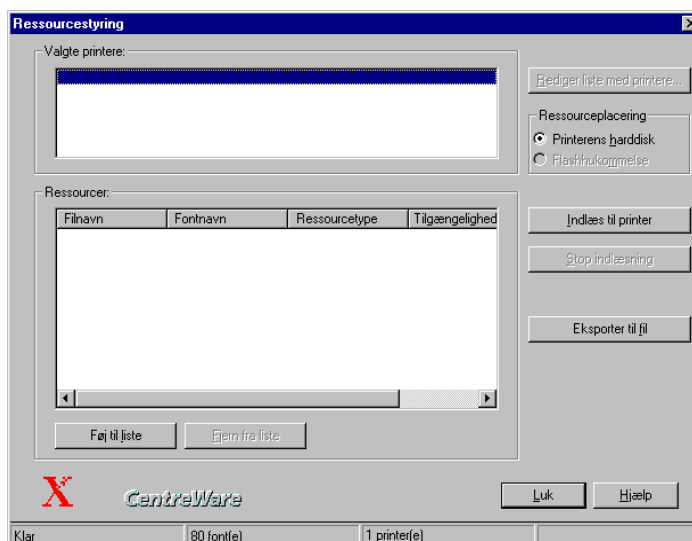 Ressourcestyring
Valgte printere:
Rediger liste med printere...
Ressourceplacering
Printerens harddisk
Flashhukommelse
Ressourcer:
Filnavn Fontnavn Ressourcetype Tilgængelighed
Indlæs til printer
Stop indlæsning
Eksporter til fil
Føj til liste Fjern fra liste
X CentreWare Luk Hjælp
Klar 80 font(e) 1 printer(e)